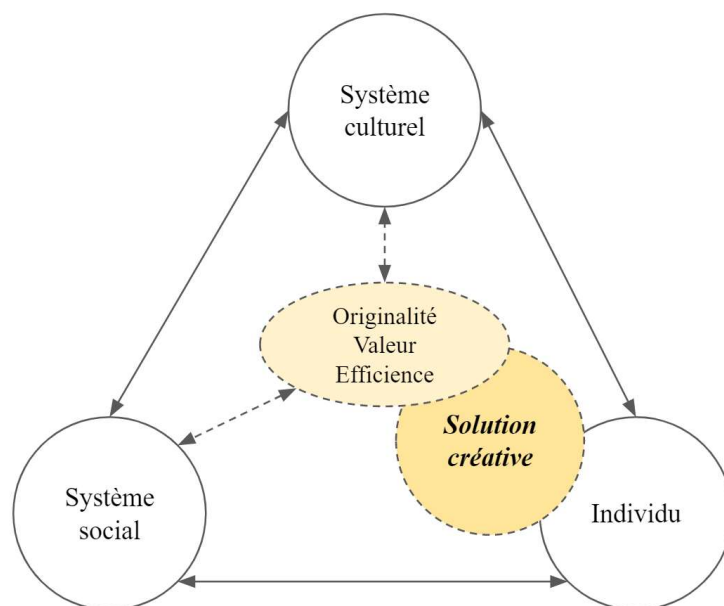 Système
culturel
Originalité
Valeur
Efficience
Solution
créative
Système
social
Individu